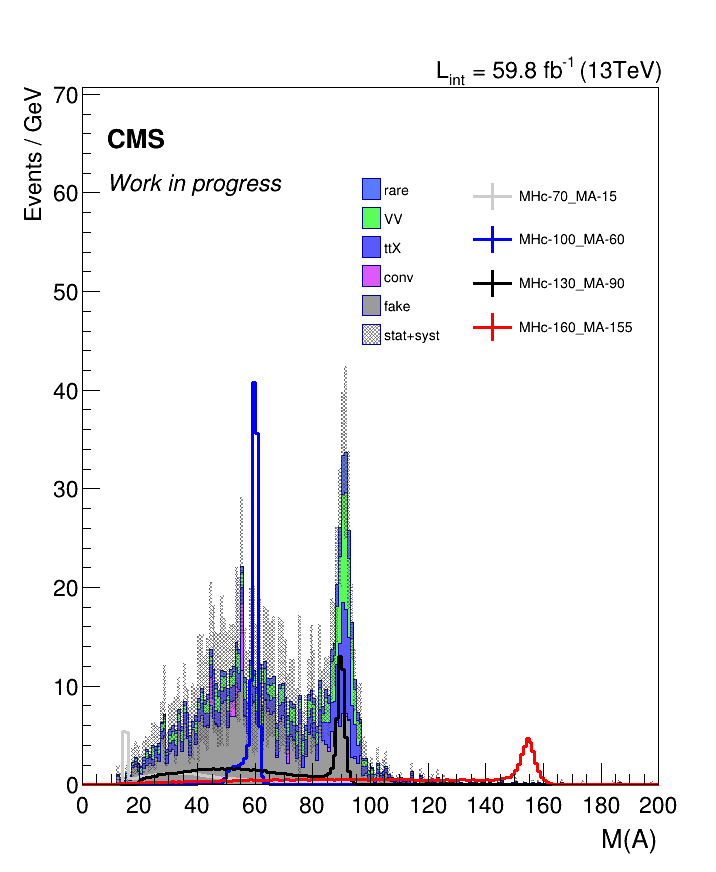 L_int = 59.8 fb^-1 (13TeV)
Events / GeV
70
60
50
40
30
20
10
0
CMS
Work in progress
rare
VV
ttX
conv
fake
stat+syst
MHc-70_MA-15
MHc-100_MA-60
MHc-130_MA-90
MHc-160_MA-155
0 20 40 60 80 100 120 140 160 180 200
M(A)